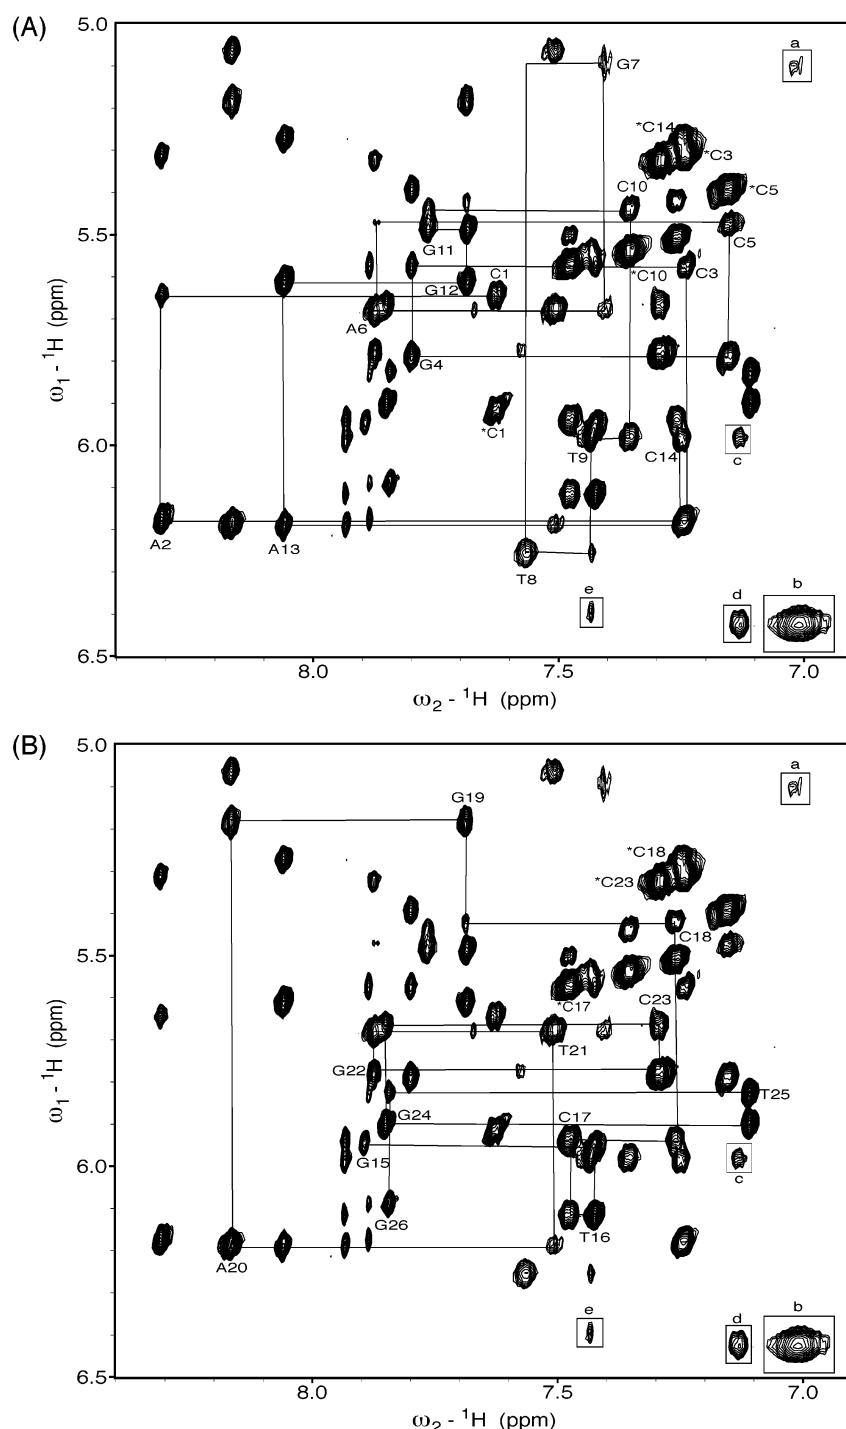 (A)
5.0
a
G7
*C14
*C3
C10
*C5
5.5
G11
C5
C1
G12
*C10
C3
A6
G4
ω1 - 1H (ppm)
*C1
6.0
T9
C14
c
A2
A13
T8
e
d
b
6.5
8.0
7.5
7.0
ω2 - 1H (ppm)
(B)
5.0
a
G19
*C18
*C23
5.5
C18
*C17
C23
T21
G22
ω1 - 1H (ppm)
T25
G24
C17
G15
6.0
c
G26
T16
A20
e
d
b
6.5
8.0
7.5
7.0
ω2 - 1H (ppm)